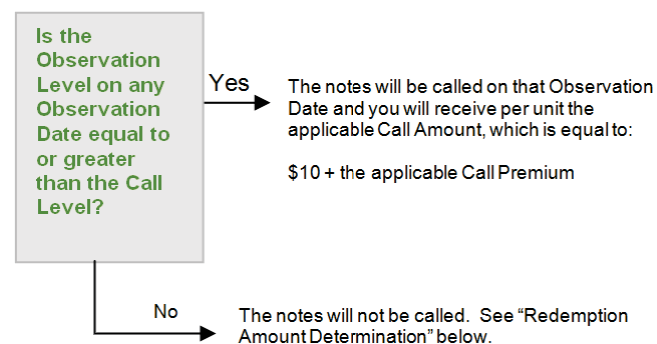 Is the
Observation
Level on any
Observation
Date equal to
or greater
than the Call
Level?
Yes
The notes will be called on that Observation
Date and you will receive per unit the
applicable Call Amount, which is equal to:
$10 + the applicable Call Premium
No
The notes will not be called.  See “Redemption
Amount Determination” below.